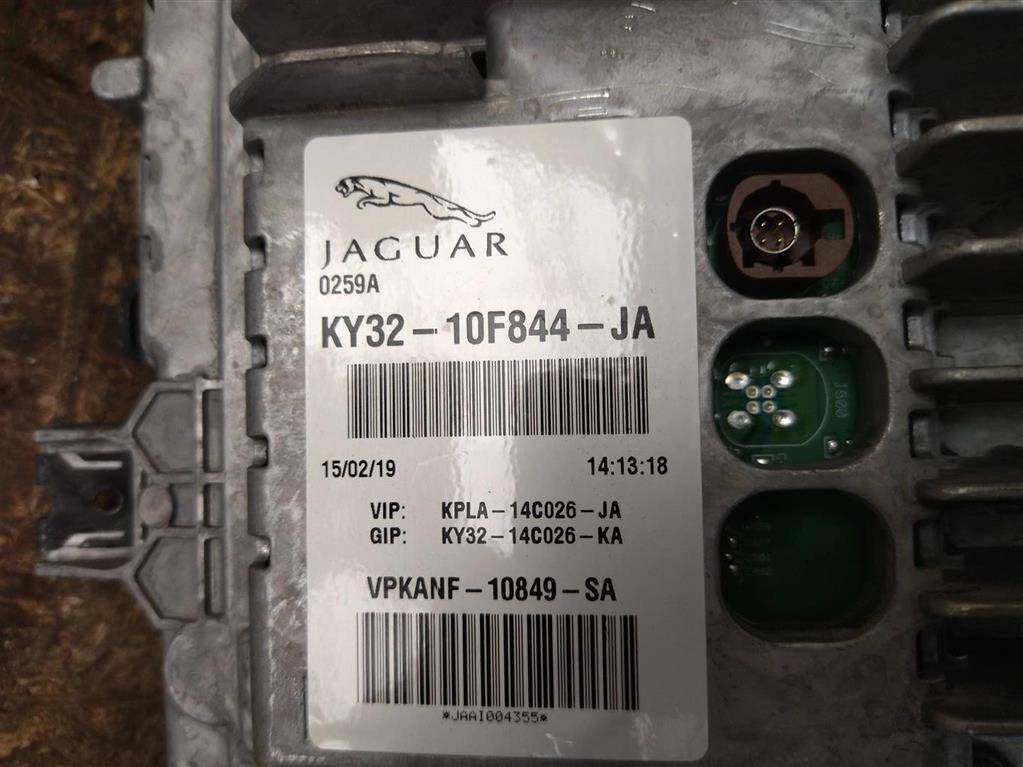 JAGUAR
0259A
KY32-10F844-JA
15/02/19 14:13:18
VIP: KPLA-14C026-JA
GIP: KY32-14C026-KA
VPKANF-10849-SA
*JAAI004355*
J500